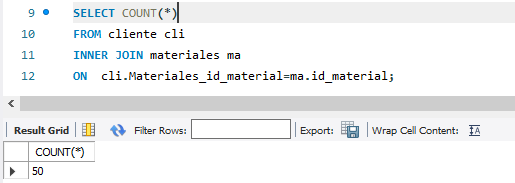 9 SELECT COUNT(*)
10 FROM cliente cli
11 INNER JOIN materiales ma
12 ON  cli.Materiales_id_material=ma.id_material;
Result Grid Filter Rows: Export: Wrap Cell Content: IA
COUNT(*)
50